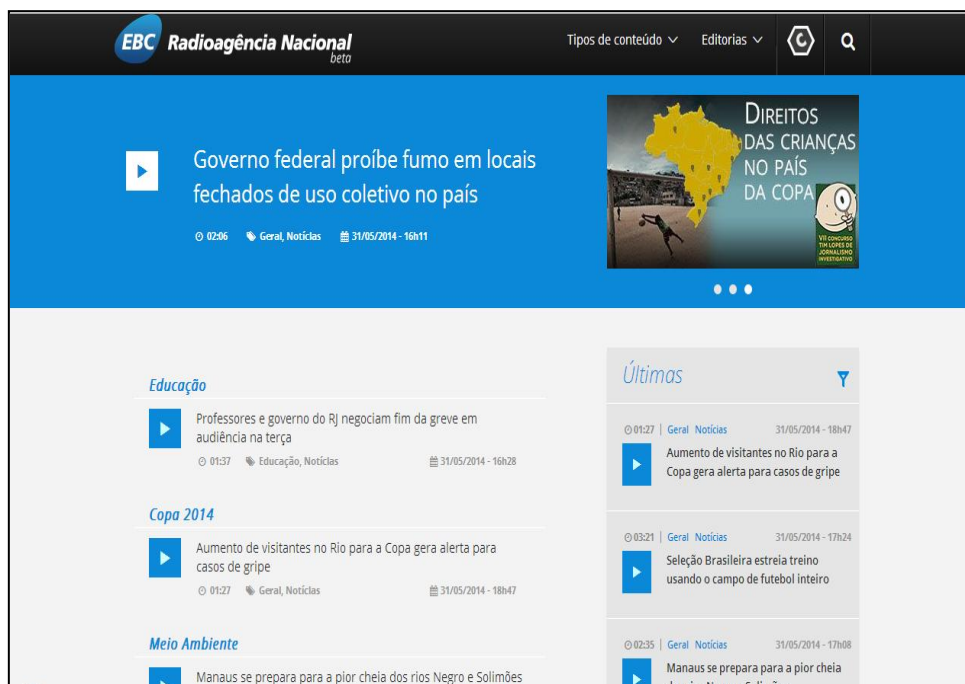 EBC Radioagência Nacional
beta
Tipos de conteúdo
Editorias
Governo federal proíbe fumo em locais
fechados de uso coletivo no país
02:06 Geral, Notícias 31/05/2014 - 16h11
DIREITOS
DAS CRIANÇAS
NO PAÍS
DA COPA
VII CONCURSO
TIM LOPES DE
JORNALISMO
INVESTIGATIVO
Educação
Professores e governo do RJ negociam fim da greve em
audiência na terça
01:37 Educação, Notícias 31/05/2014 - 16h28
Copa 2014
Aumento de visitantes no Rio para a Copa gera alerta para
casos de gripe
01:27 Geral, Notícias 31/05/2014 - 18h47
Meio Ambiente
Manaus se prepara para a pior cheia dos rios Negro e Solimões
Últimas
01:27 | Geral Notícias 31/05/2014 - 18h47
Aumento de visitantes no Rio para a
Copa gera alerta para casos de gripe
03:21 | Geral Notícias 31/05/2014 - 17h24
Seleção Brasileira estreia treino
usando o campo de futebol inteiro
02:35 | Geral Notícias 31/05/2014 - 17h08
Manaus se prepara para a pior cheia